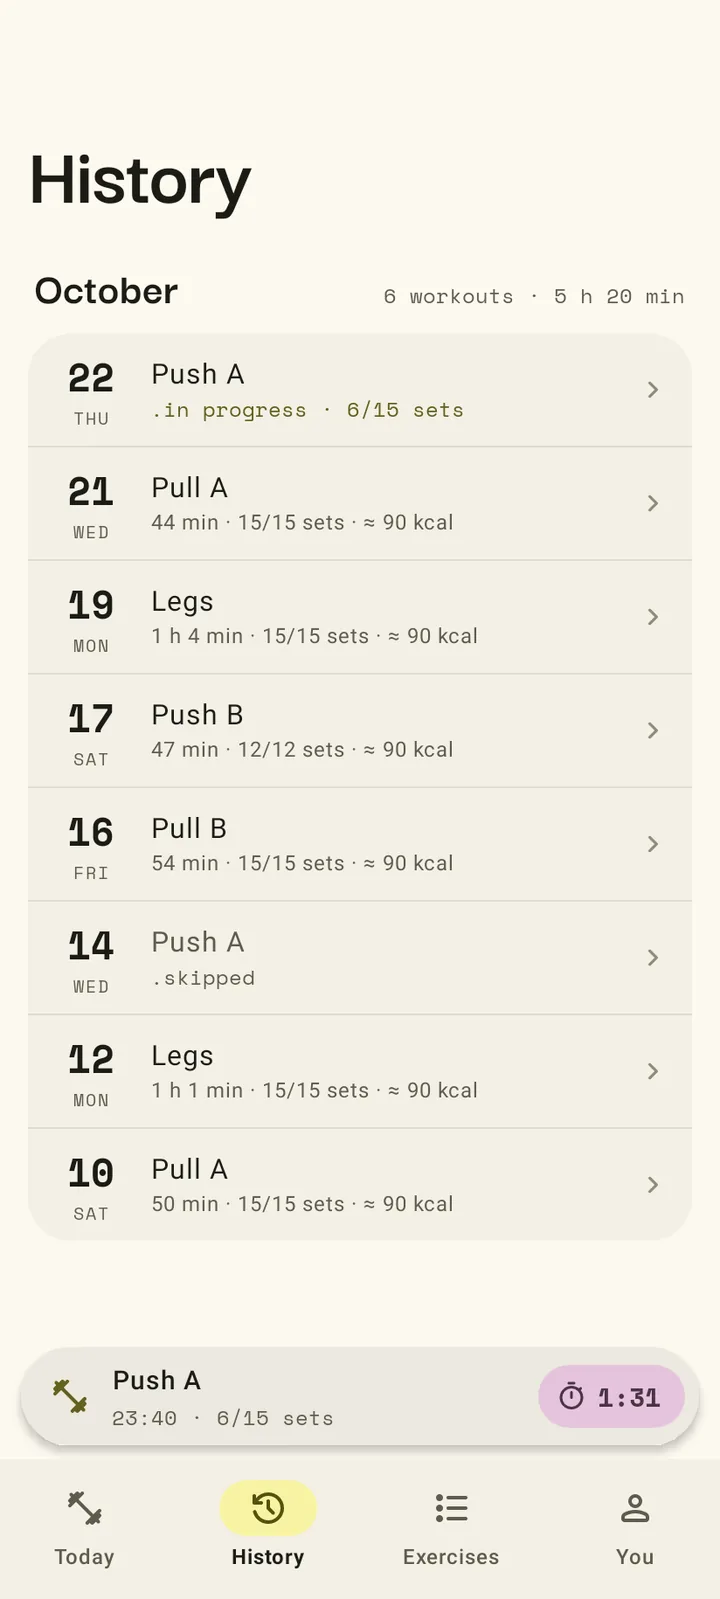 History
October
6 workouts · 5 h 20 min
22
THU
Push A
.in progress · 6/15 sets
21
WED
Pull A
44 min · 15/15 sets · ≈ 90 kcal
19
MON
Legs
1 h 4 min · 15/15 sets · ≈ 90 kcal
17
SAT
Push B
47 min · 12/12 sets · ≈ 90 kcal
16
FRI
Pull B
54 min · 15/15 sets · ≈ 90 kcal
14
WED
Push A
.skipped
12
MON
Legs
1 h 1 min · 15/15 sets · ≈ 90 kcal
10
SAT
Pull A
50 min · 15/15 sets · ≈ 90 kcal
Push A
23:40 · 6/15 sets
1:31
Today
History
Exercises
You